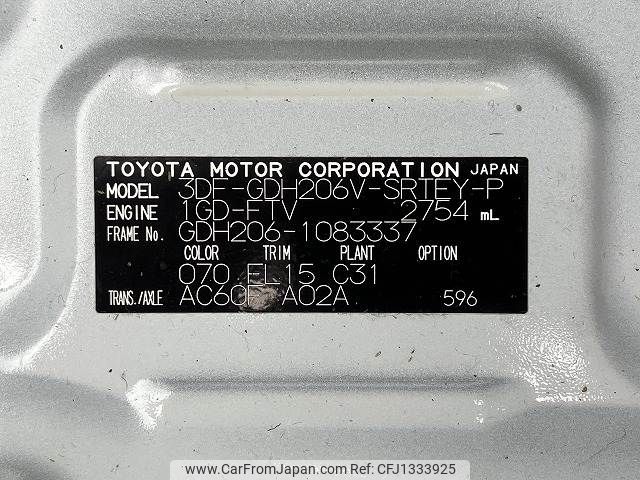 TOYOTA MOTOR CORPORATION JAPAN
MODEL 3DF-GDH206V-SRTEY-P
ENGINE 1GD-FTV 2754 mL
FRAME No. GDH206-1083337
COLOR TRIM PLANT OPTION
070 FL15 C31
TRANS./AXLE AC60F A02A 596
www.CarFromJapan.com CFJ1333925